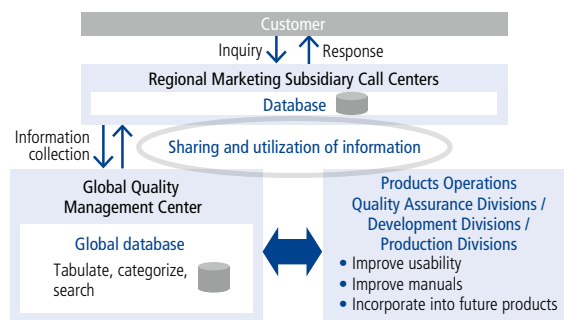 Customer
Inquiry
Response
Regional Marketing Subsidiary Call Centers
Database
Information
collection
Sharing and utilization of information
Global Quality
Management Center
Global database
Tabulate, categorize,
search
Products Operations
Quality Assurance Divisions /
Development Divisions /
Production Divisions
• Improve usability
• Improve manuals
• Incorporate into future products